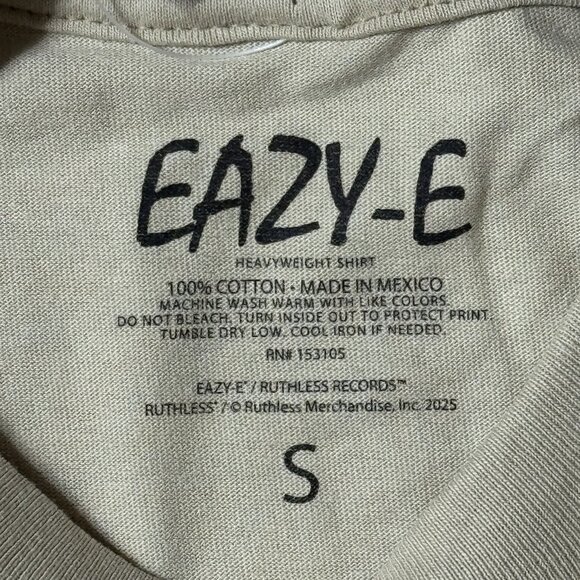 EAZY-E
HEAVYWEIGHT SHIRT
100% COTTON • MADE IN MEXICO
MACHINE WASH WARM WITH LIKE COLORS.
DO NOT BLEACH. TURN INSIDE OUT TO PROTECT PRINT.
TUMBLE DRY LOW. COOL IRON IF NEEDED.
RN# 153105
EAZY-E® / RUTHLESS RECORDS™
RUTHLESS® / © Ruthless Merchandise, Inc. 2025
S